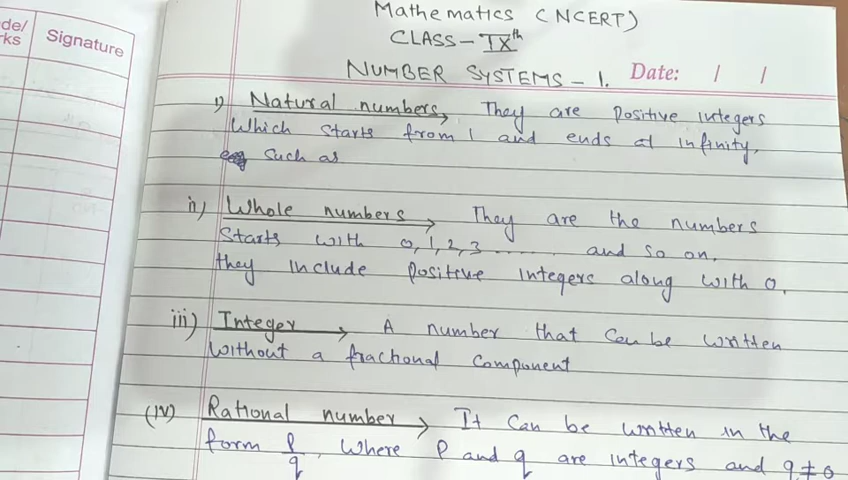 de/
rks
Signature
Mathematics (NCERT)
CLASS - IXth
NUMBER SYSTEMS - 1. Date: / /
i) Natural numbers → They are positive integers
Which starts from 1 and ends at infinity.
such as
ii) Whole numbers → They are the numbers
starts with 0, 1, 2, 3 ....... and so on.
they include positive integers along with 0.
iii) Integer → A number that can be written
without a fractional component
(iv) Rational number → It can be written in the
form p/q, where p and q are integers and q ≠ 0